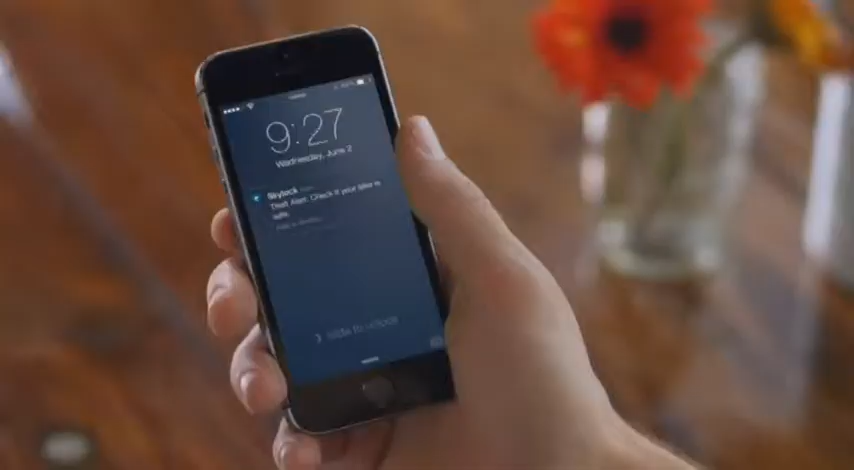 9:27
Wednesday, June 2
Skylock
Theft Alert. Check if your bike is
safe.
slide to unlock